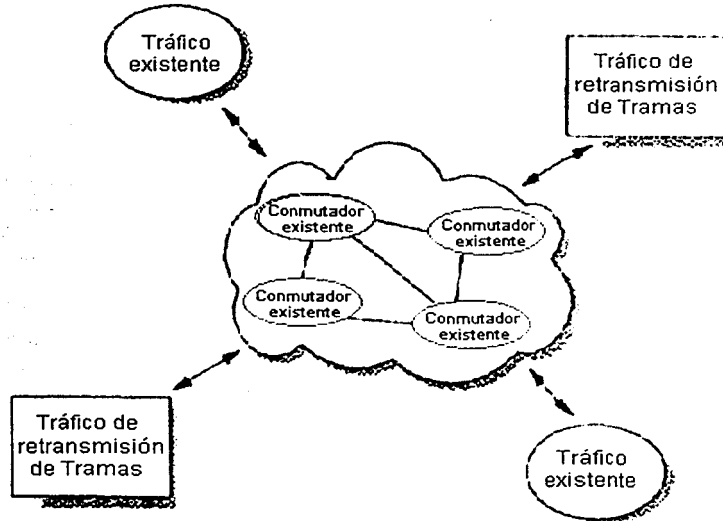 Tráfico
existente
Tráfico de
retransmisión
de Tramas
Conmutador
existente
Conmutador
existente
Conmutador
existente
Conmutador
existente
Tráfico de
retransmisión
de Tramas
Tráfico
existente